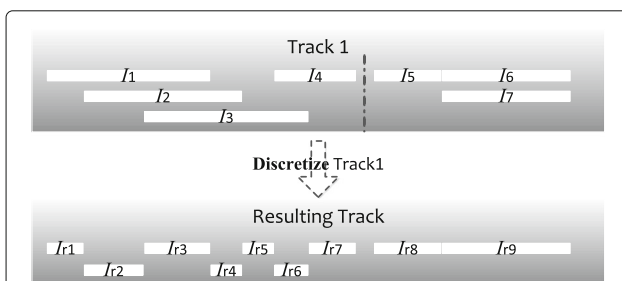 Track 1
I1 I4 I5 I6
I2 I7
I3
Discretize Track1
Resulting Track
Ir1 Ir3 Ir5 Ir7 Ir8 Ir9
Ir2 Ir4 Ir6